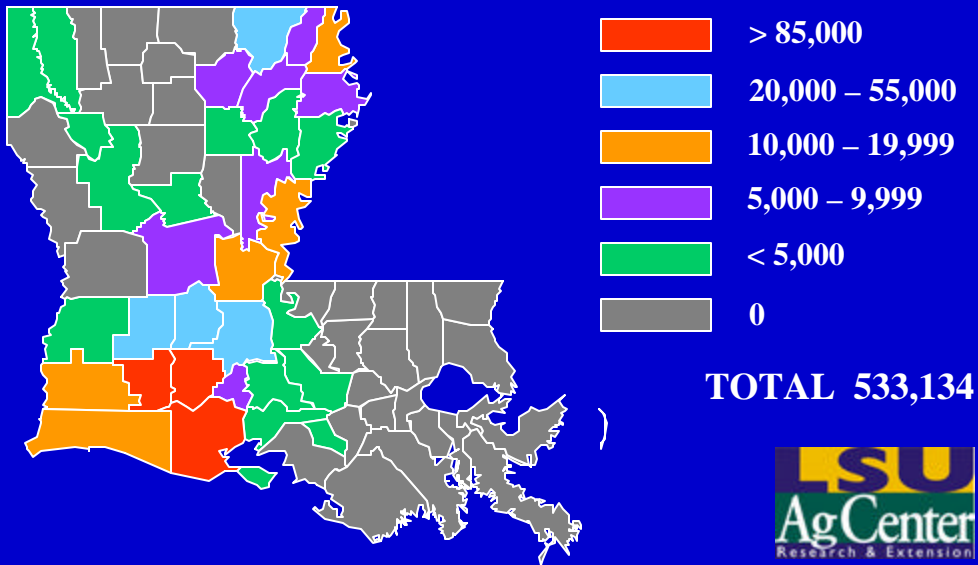 > 85,000
20,000 – 55,000
10,000 – 19,999
5,000 – 9,999
< 5,000
0
TOTAL 533,134
LSU
AgCenter
Research & Extension